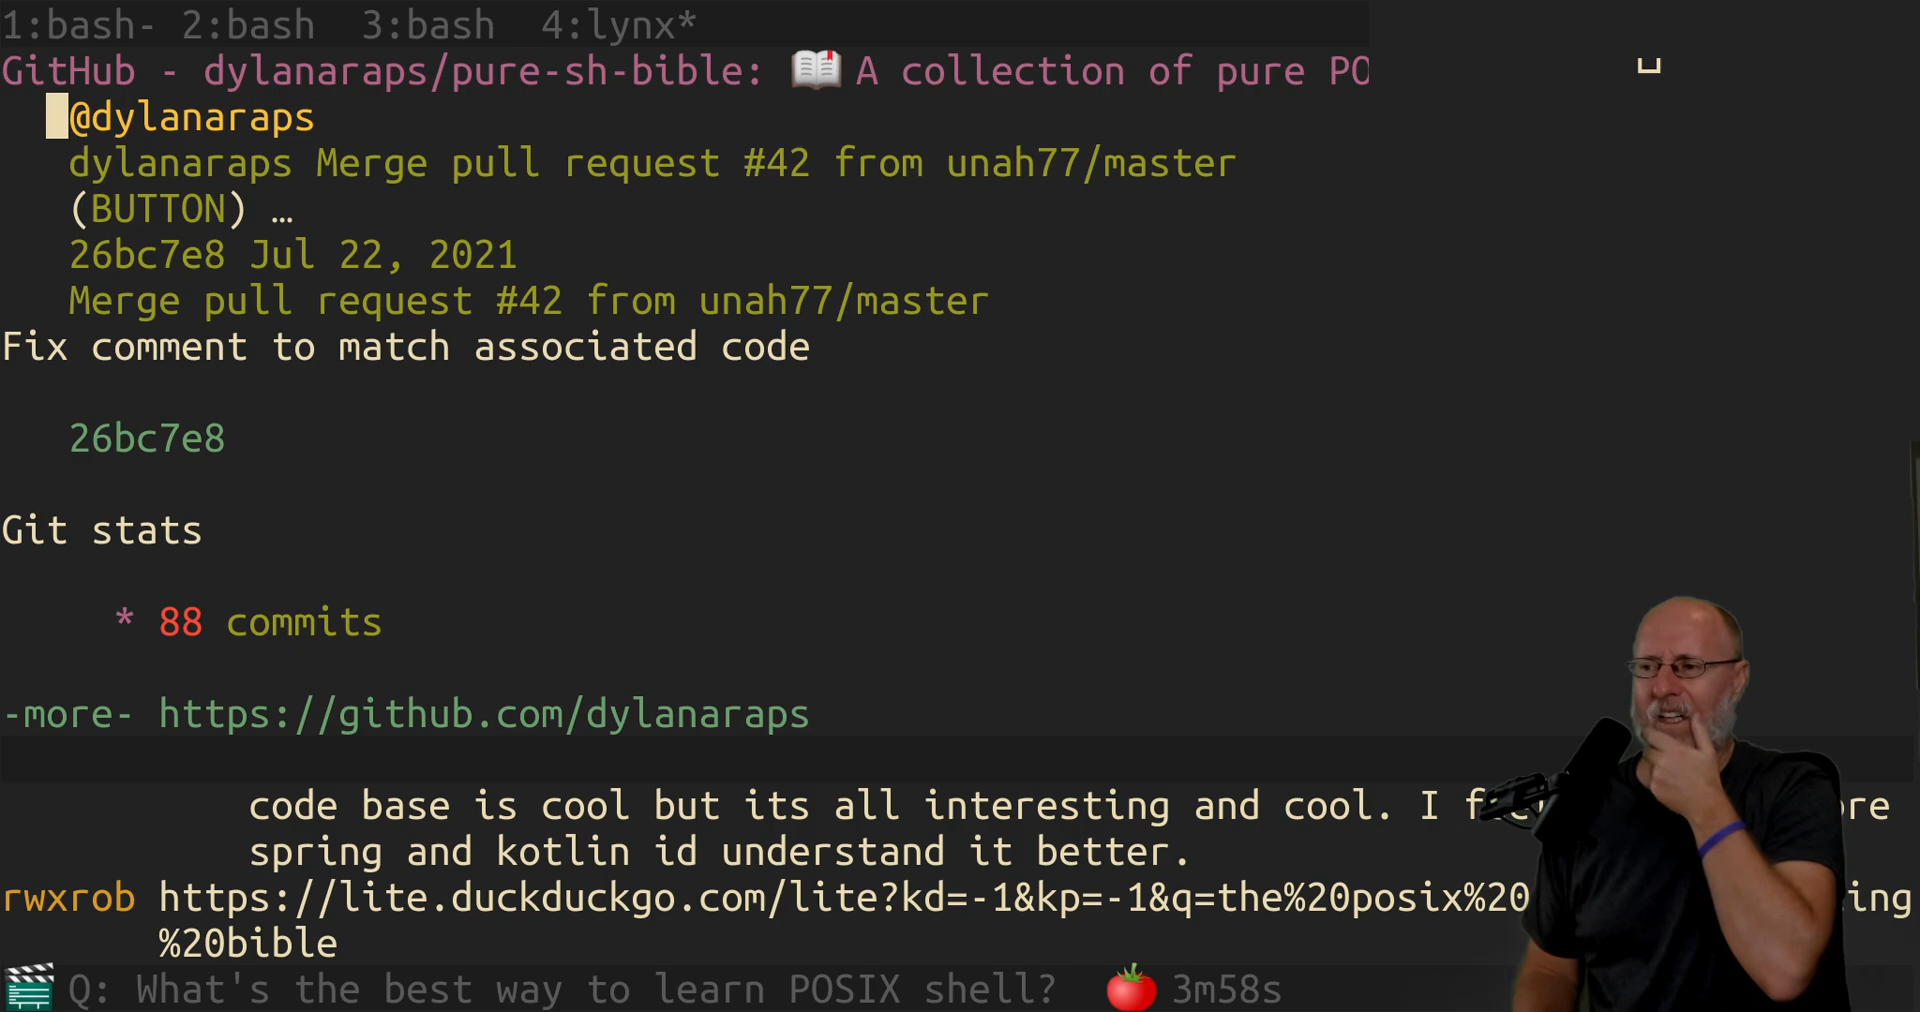 1:bash- 2:bash 3:bash 4:lynx*
GitHub - dylanaraps/pure-sh-bible: 📖 A collection of pure PO
@dylanaraps
dylanaraps Merge pull request #42 from unah77/master
(BUTTON) …
26bc7e8 Jul 22, 2021
Merge pull request #42 from unah77/master
Fix comment to match associated code
26bc7e8
Git stats
* 88 commits
-more- https://github.com/dylanaraps
code base is cool but its all interesting and cool. I
spring and kotlin id understand it better.
rwxrob https://lite.duckduckgo.com/lite?kd=-1&kp=-1&q=the%20posix%20 ing
%20bible
🎬 Q: What's the best way to learn POSIX shell? 🍅 3m58s